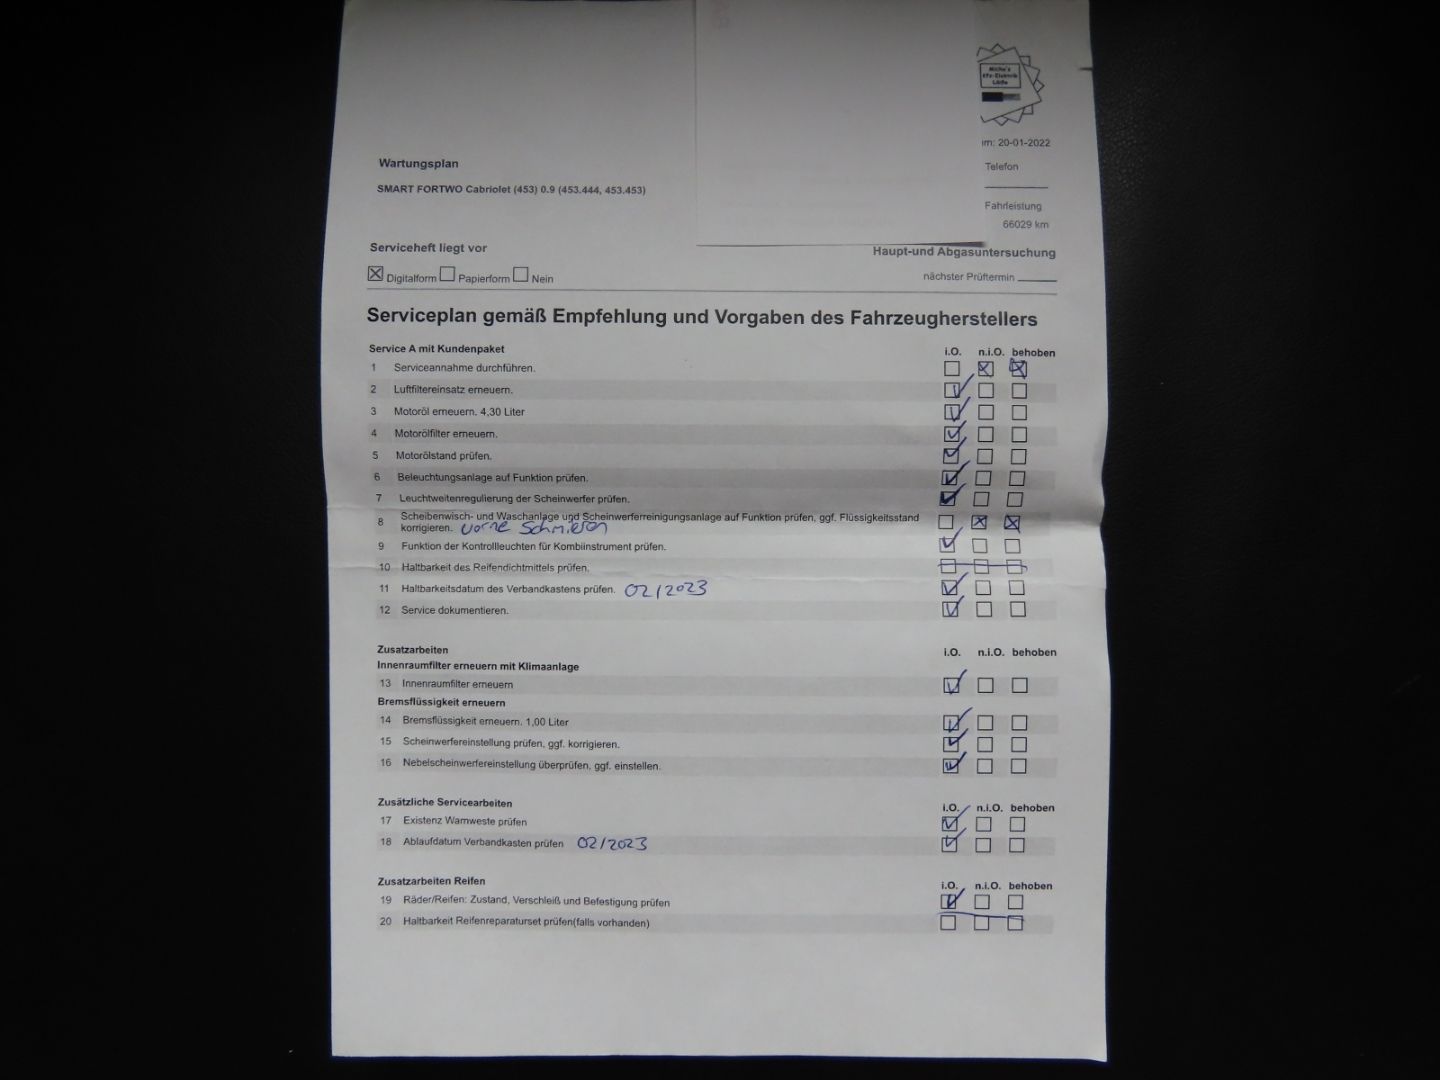 Micha's
Kfz-Elektrik
Lädle
um: 20-01-2022
Wartungsplan
Telefon
SMART FORTWO Cabriolet (453) 0.9 (453.444, 453.453)
Fahrleistung
66029 km
Serviceheft liegt vor
Haupt-und Abgasuntersuchung
Digitalform Papierform Nein
nächster Prüftermin
Serviceplan gemäß Empfehlung und Vorgaben des Fahrzeugherstellers
Service A mit Kundenpaket i.O. n.i.O. behoben
1 Serviceannahme durchführen.
2 Luftfiltereinsatz erneuern.
3 Motoröl erneuern. 4,30 Liter
4 Motorölfilter erneuern.
5 Motorölstand prüfen.
6 Beleuchtungsanlage auf Funktion prüfen.
7 Leuchtweitenregulierung der Scheinwerfer prüfen.
8 Scheibenwisch- und Waschanlage und Scheinwerferreinigungsanlage auf Funktion prüfen, ggf. Flüssigkeitsstand
korrigieren. vorne Schmieren
9 Funktion der Kontrollleuchten für Kombiinstrument prüfen.
10 Haltbarkeit des Reifendichtmittels prüfen.
11 Haltbarkeitsdatum des Verbandkastens prüfen. 02/2023
12 Service dokumentieren.
Zusatzarbeiten i.O. n.i.O. behoben
Innenraumfilter erneuern mit Klimaanlage
13 Innenraumfilter erneuern
Bremsflüssigkeit erneuern
14 Bremsflüssigkeit erneuern. 1,00 Liter
15 Scheinwerfereinstellung prüfen, ggf. korrigieren.
16 Nebelscheinwerfereinstellung überprüfen, ggf. einstellen.
Zusätzliche Servicearbeiten i.O. n.i.O. behoben
17 Existenz Warnweste prüfen
18 Ablaufdatum Verbandkasten prüfen 02/2023
Zusatzarbeiten Reifen i.O. n.i.O. behoben
19 Räder/Reifen: Zustand, Verschleiß und Befestigung prüfen
20 Haltbarkeit Reifenreparaturset prüfen(falls vorhanden)